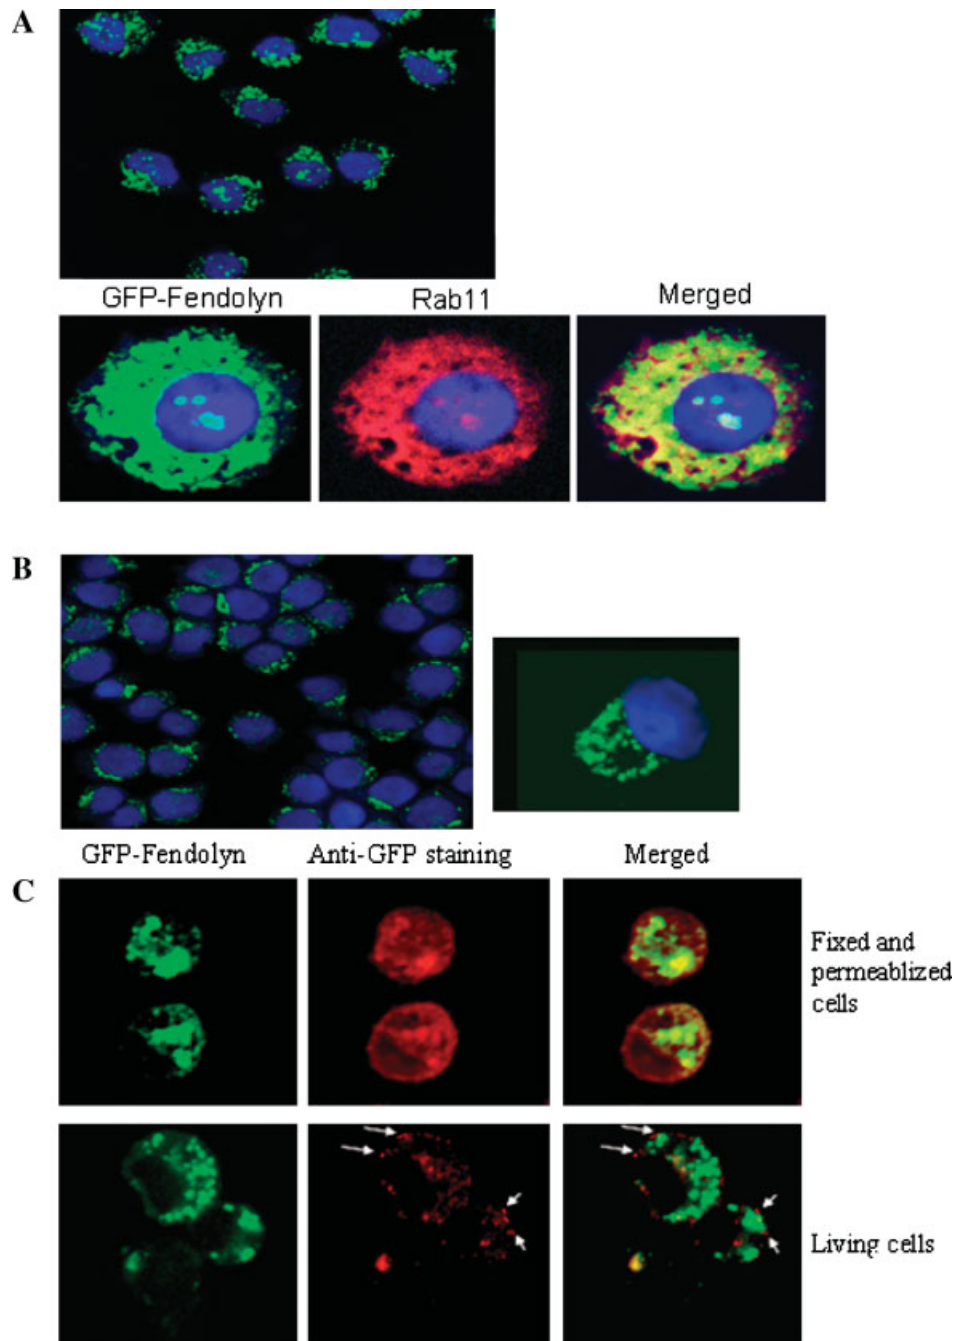 A
GFP-Fendolyn Rab11 Merged
B
GFP-Fendolyn Anti-GFP staining Merged
C
Fixed and
permeablized
cells
Living cells